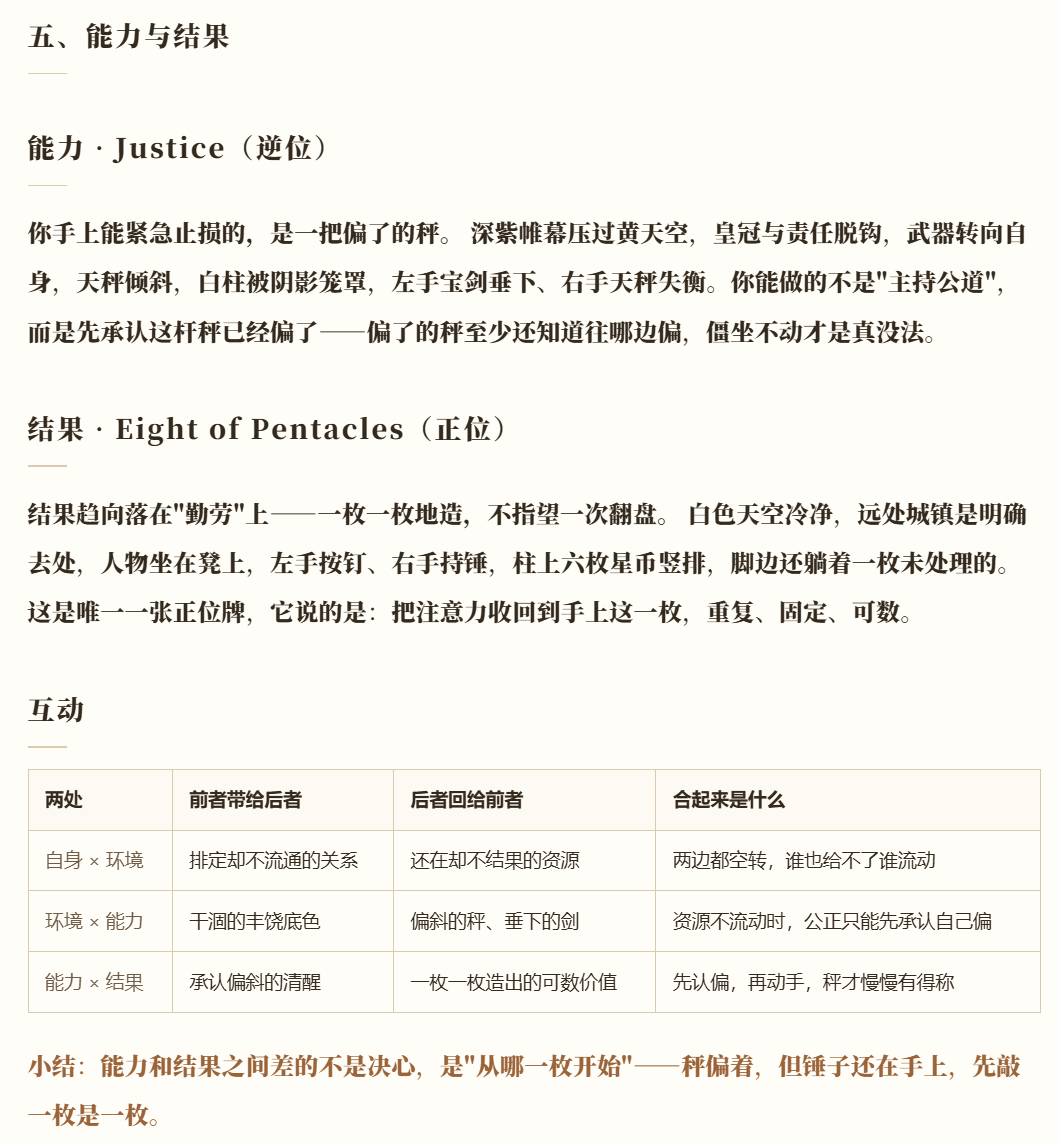 五、能力与结果
能力 · Justice（逆位）
你手上能紧急止损的，是一把偏了的秤。 深紫帷幕压过黄天空，皇冠与责任脱钩，武器转向自
身，天秤倾斜，白柱被阴影笼罩，左手宝剑垂下、右手天秤失衡。你能做的不是"主持公道"，
而是先承认这杆秤已经偏了——偏了的秤至少还知道往哪边偏，僵坐不动才是真没法。
结果 · Eight of Pentacles（正位）
结果趋向落在"勤劳"上——一枚一枚地造，不指望一次翻盘。 白色天空冷净，远处城镇是明确
去处，人物坐在凳上，左手按钉、右手持锤，柱上六枚星币竖排，脚边还躺着一枚未处理的。
这是唯一一张正位牌，它说的是：把注意力收回到手上这一枚，重复、固定、可数。
互动
两处 前者带给后者 后者回给前者 合起来是什么
自身 × 环境 排定却不流通的关系 还在却不结果的资源 两边都空转，谁也给不了谁流动
环境 × 能力 干涸的丰饶底色 偏斜的秤、垂下的剑 资源不流动时，公正只能先承认自己偏
能力 × 结果 承认偏斜的清醒 一枚一枚造出的可数价值 先认偏，再动手，秤才慢慢有得称
小结：能力和结果之间差的不是决心，是"从哪一枚开始"——秤偏着，但锤子还在手上，先敲
一枚是一枚。